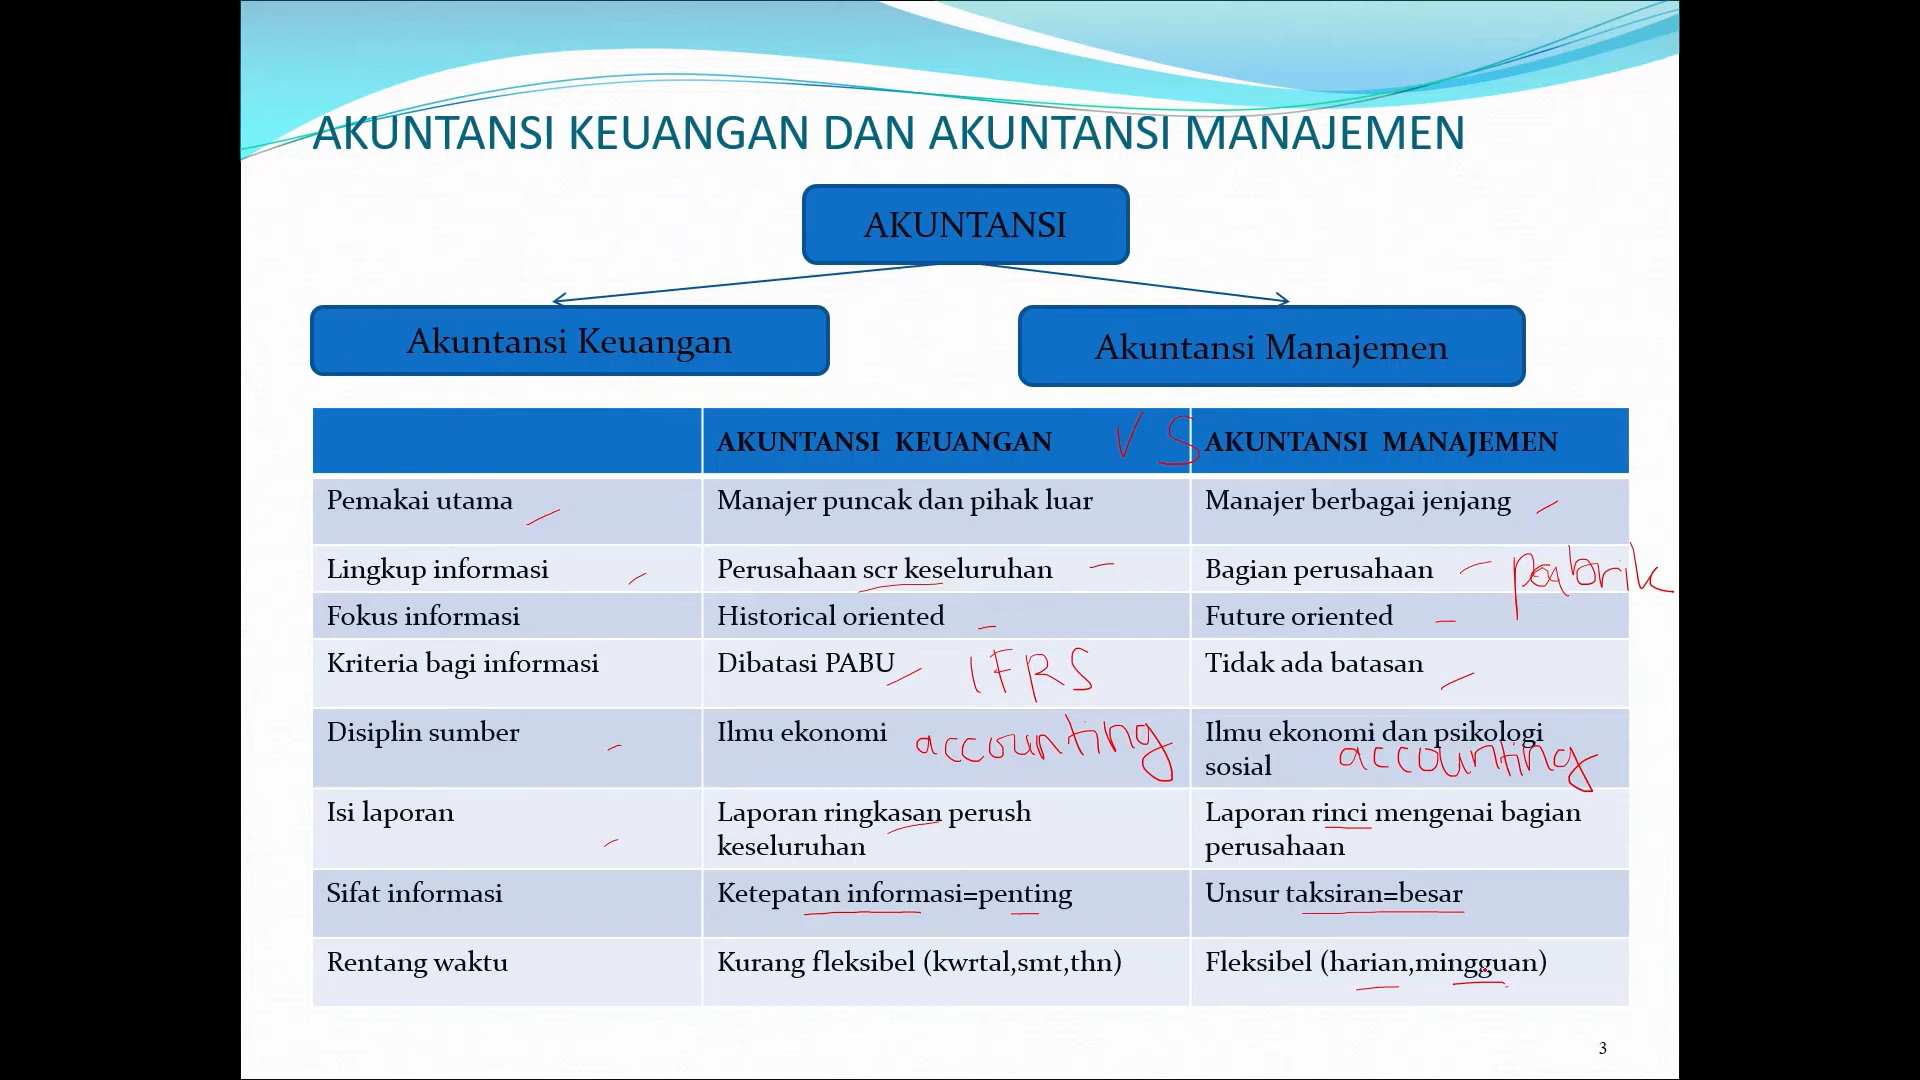 AKUNTANSI KEUANGAN DAN AKUNTANSI MANAJEMEN
AKUNTANSI
Akuntansi Keuangan
Akuntansi Manajemen
AKUNTANSI KEUANGAN VS AKUNTANSI MANAJEMEN
Pemakai utama Manajer puncak dan pihak luar Manajer berbagai jenjang
Lingkup informasi Perusahaan scr keseluruhan Bagian perusahaan pabrik
Fokus informasi Historical oriented Future oriented
Kriteria bagi informasi Dibatasi PABU IFRS Tidak ada batasan
Disiplin sumber Ilmu ekonomi accounting Ilmu ekonomi dan psikologi
sosial accounting
Isi laporan Laporan ringkasan perush Laporan rinci mengenai bagian
keseluruhan perusahaan
Sifat informasi Ketepatan informasi=penting Unsur taksiran=besar
Rentang waktu Kurang fleksibel (kwrtal,smt,thn) Fleksibel (harian,mingguan)
3